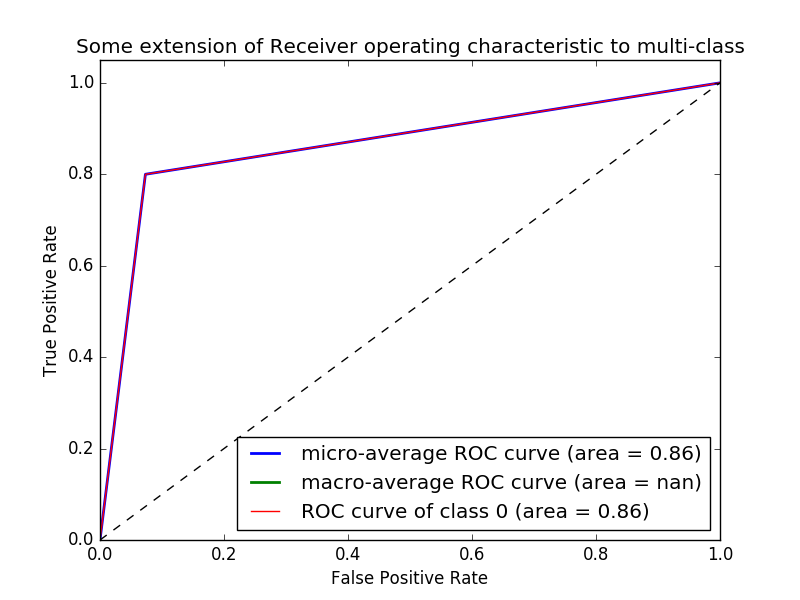 Some extension of Receiver operating characteristic to multi-class
1.0
0.8
0.6
0.4
0.2
0.0
True Positive Rate
micro-average ROC curve (area = 0.86)
macro-average ROC curve (area = nan)
ROC curve of class 0 (area = 0.86)
0.0 0.2 0.4 0.6 0.8 1.0
False Positive Rate